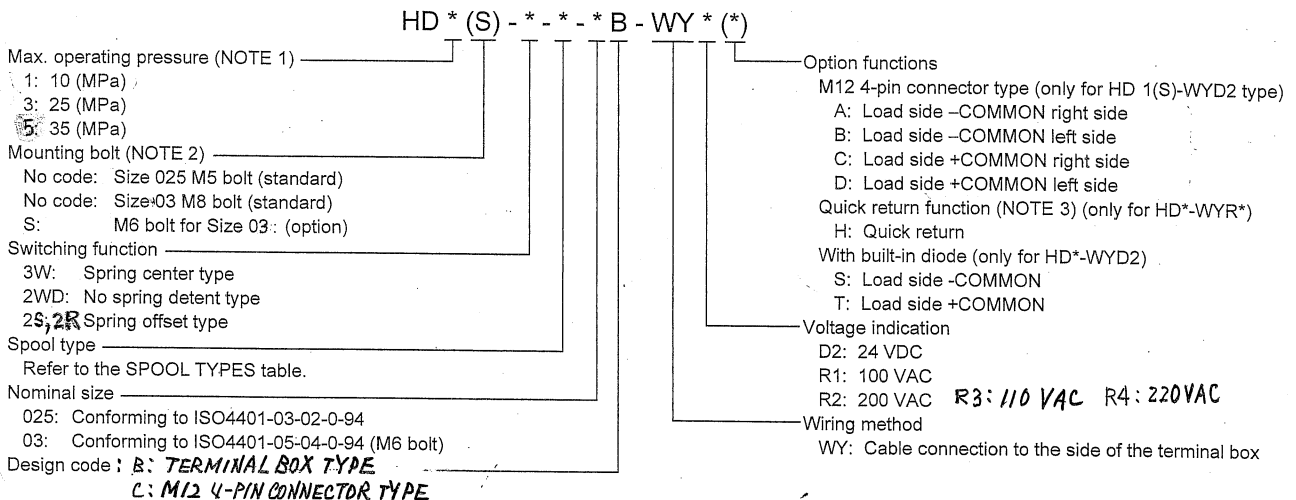 HD * (S) - * - * - * B - WY * (*)
Max. operating pressure (NOTE 1)
1: 10 (MPa)
3: 25 (MPa)
5: 35 (MPa)
Mounting bolt (NOTE 2)
No code: Size 025 M5 bolt (standard)
No code: Size 03 M8 bolt (standard)
S: M6 bolt for Size 03 : (option)
Switching function
3W: Spring center type
2WD: No spring detent type
2S, 2R Spring offset type
Spool type
Refer to the SPOOL TYPES table.
Nominal size
025: Conforming to ISO4401-03-02-0-94
03: Conforming to ISO4401-05-04-0-94 (M6 bolt)
Design code : B: TERMINAL BOX TYPE
C: M12 4-PIN CONNECTOR TYPE
Option functions
M12 4-pin connector type (only for HD 1(S)-WYD2 type)
A: Load side –COMMON right side
B: Load side –COMMON left side
C: Load side +COMMON right side
D: Load side +COMMON left side
Quick return function (NOTE 3) (only for HD*-WYR*)
H: Quick return
With built-in diode (only for HD*-WYD2)
S: Load side -COMMON
T: Load side +COMMON
Voltage indication
D2: 24 VDC
R1: 100 VAC
R2: 200 VAC R3: 110 VAC R4: 220VAC
Wiring method
WY: Cable connection to the side of the terminal box